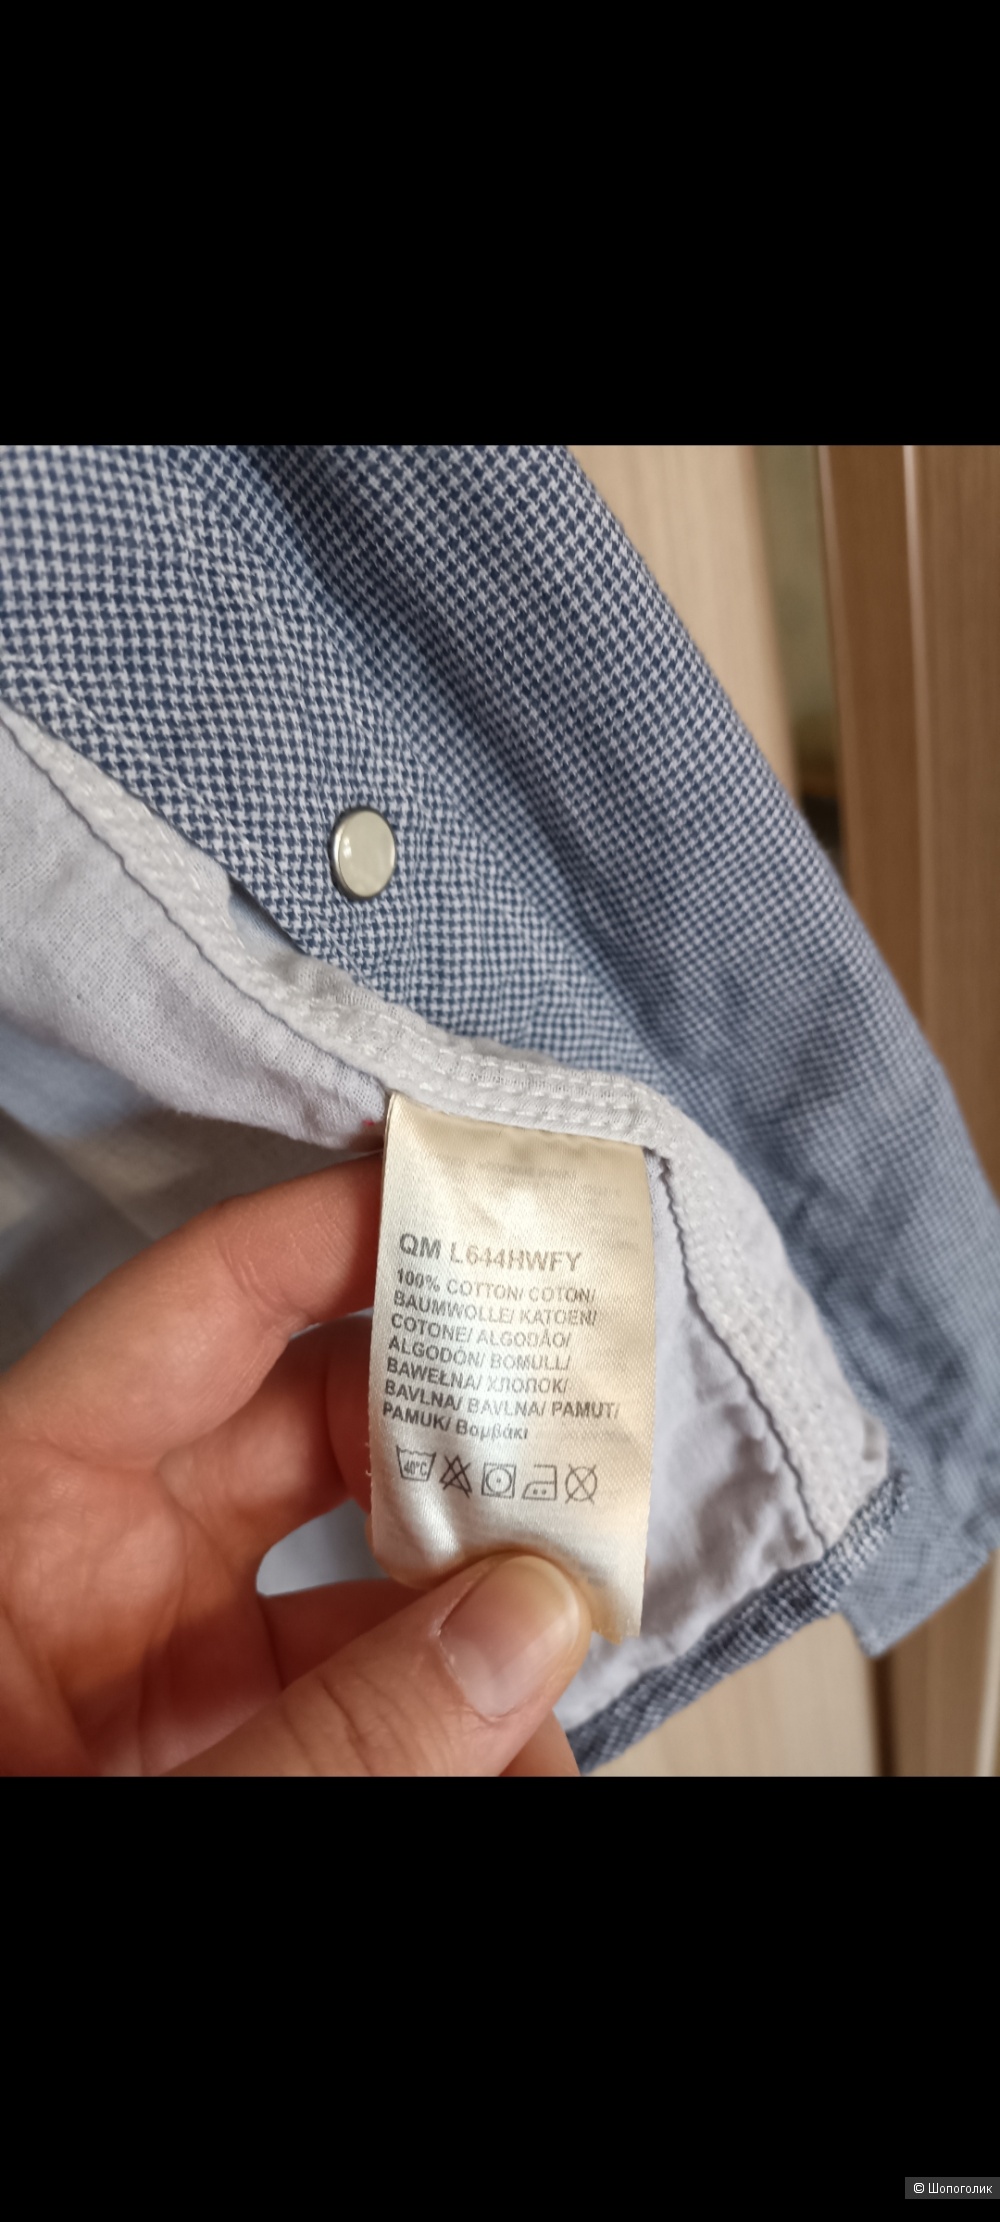 QM L644HWFY
100% COTTON/ COTON/
BAUMWOLLE/ KATOEN/
COTONE/ ALGODÃO/
ALGODÓN/ BOMULL/
BAWEŁNA/ ХЛОПОК/
BAVLNA/ BAVLNA/ PAMUT/
PAMUK/ Βαμβάκι
40°C
© Шопоголик